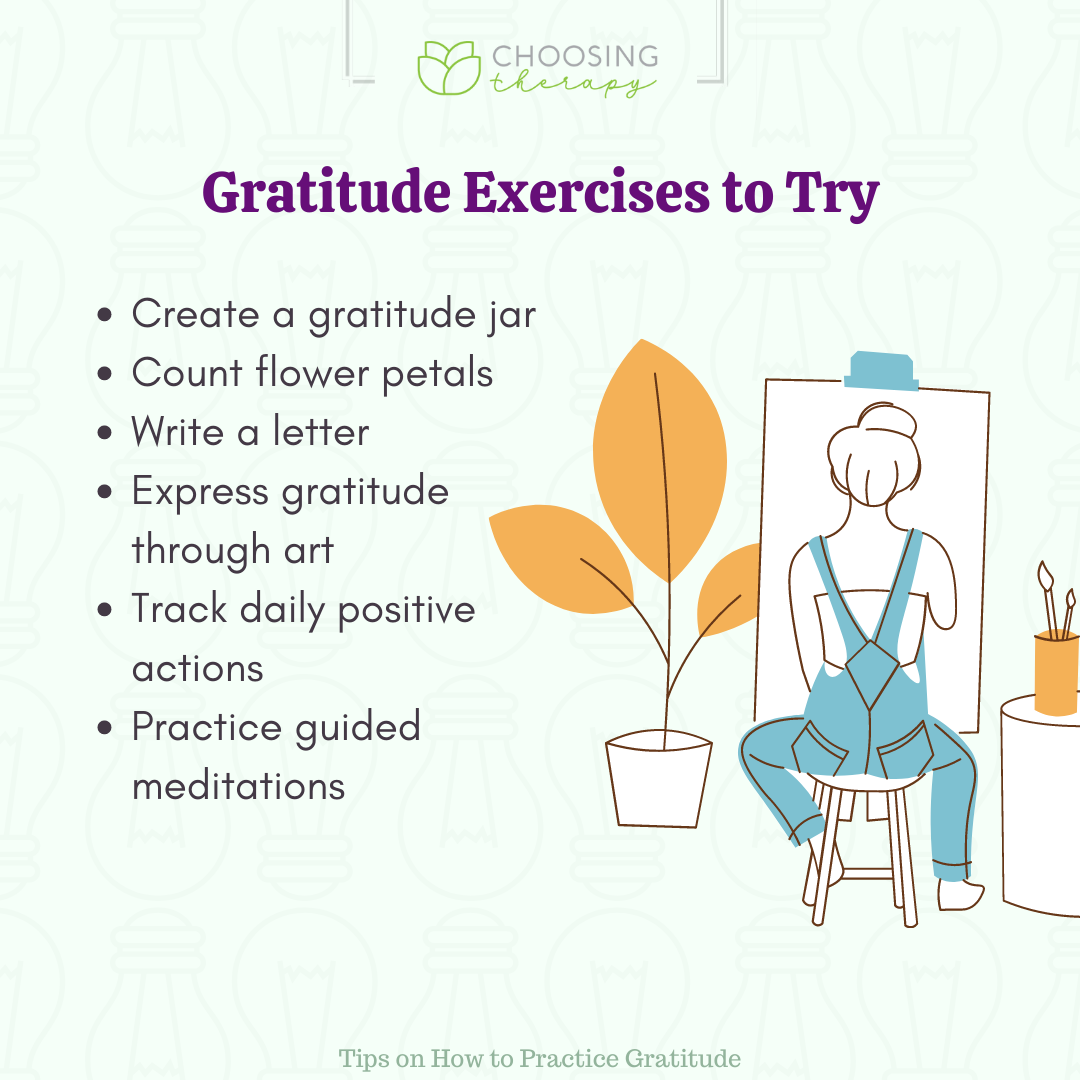 CHOOSING
therapy
Gratitude Exercises to Try
• Create a gratitude jar
• Count flower petals
• Write a letter
• Express gratitude
through art
• Track daily positive
actions
• Practice guided
meditations
Tips on How to Practice Gratitude